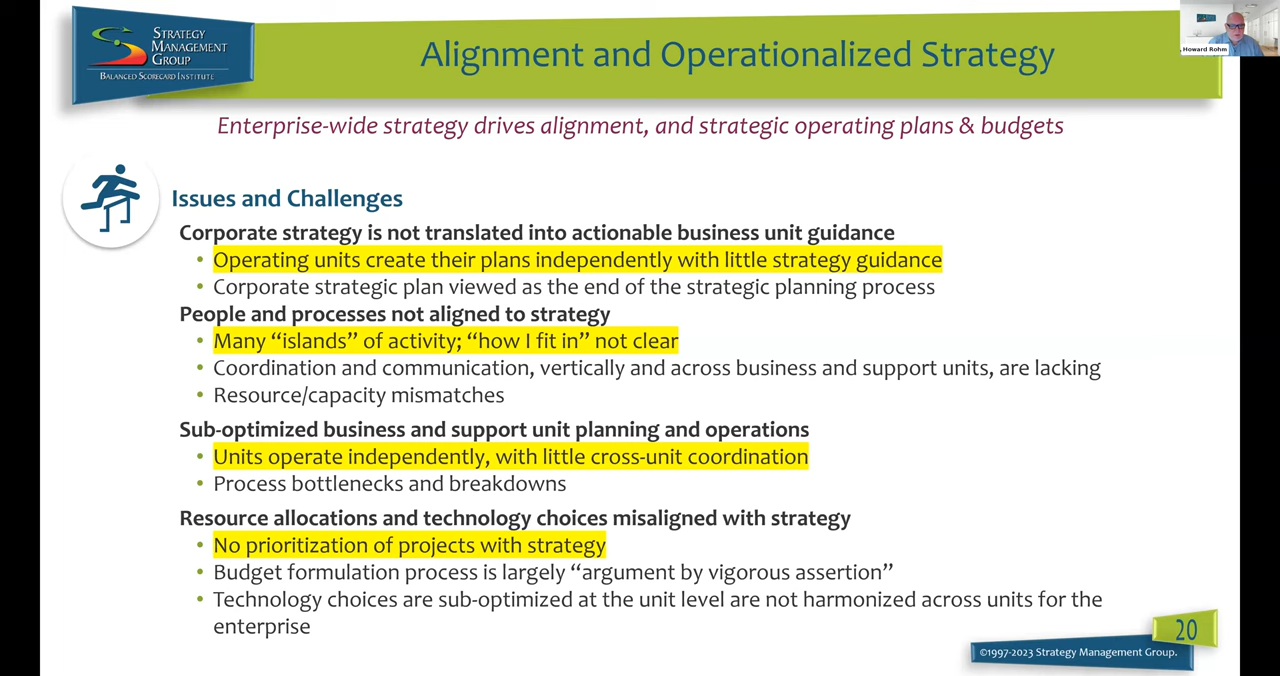 STRATEGY
MANAGEMENT
GROUP
BALANCED SCORECARD INSTITUTE
Alignment and Operationalized Strategy
Howard Rohm
Enterprise-wide strategy drives alignment, and strategic operating plans & budgets
Issues and Challenges
Corporate strategy is not translated into actionable business unit guidance
• Operating units create their plans independently with little strategy guidance
• Corporate strategic plan viewed as the end of the strategic planning process
People and processes not aligned to strategy
• Many “islands” of activity; “how I fit in” not clear
• Coordination and communication, vertically and across business and support units, are lacking
• Resource/capacity mismatches
Sub-optimized business and support unit planning and operations
• Units operate independently, with little cross-unit coordination
• Process bottlenecks and breakdowns
Resource allocations and technology choices misaligned with strategy
• No prioritization of projects with strategy
• Budget formulation process is largely “argument by vigorous assertion”
• Technology choices are sub-optimized at the unit level are not harmonized across units for the
enterprise
20
©1997-2023 Strategy Management Group.